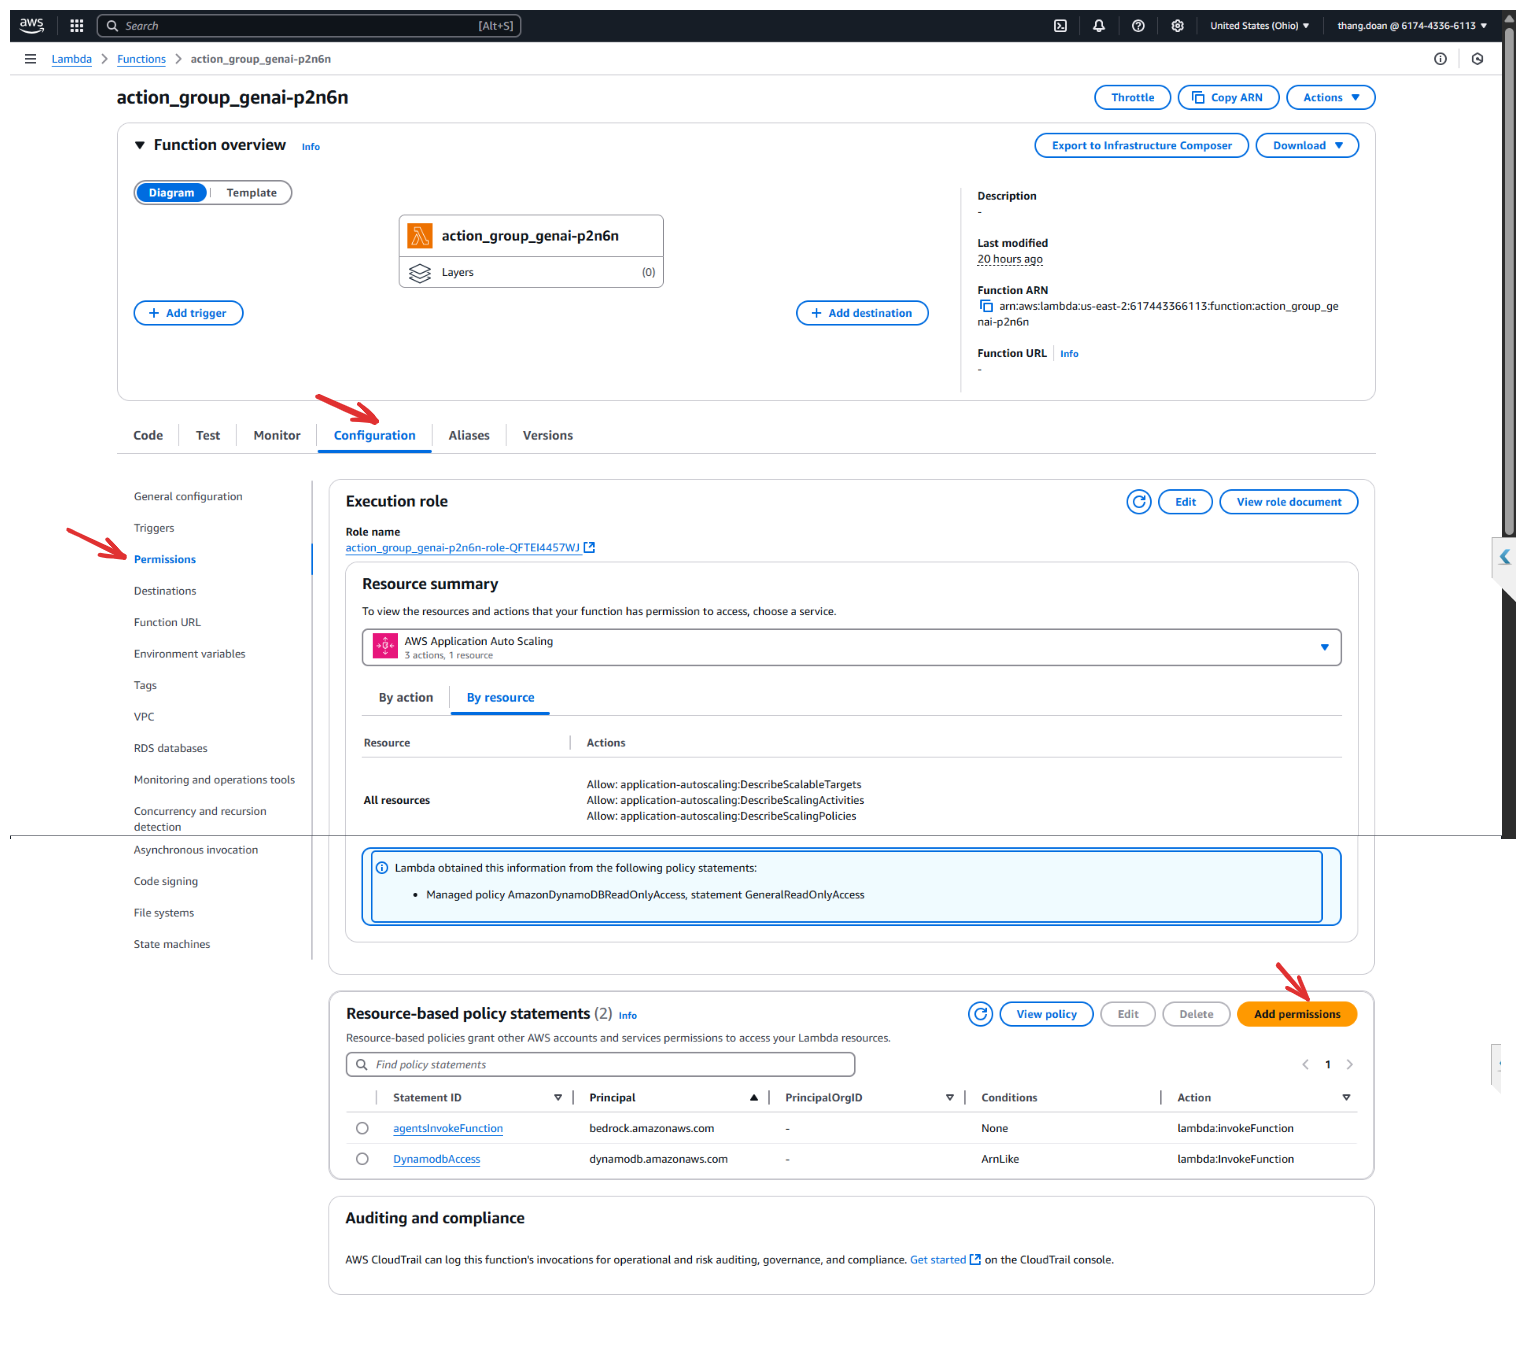 aws
Search [Alt+S]
United States (Ohio) ▼ thang.doan @ 6174-4336-6113 ▼
Lambda > Functions > action_group_genai-p2n6n
action_group_genai-p2n6n
Throttle Copy ARN Actions ▼
▼ Function overview Info
Export to Infrastructure Composer Download ▼
Diagram Template
action_group_genai-p2n6n
Layers (0)
+ Add trigger
+ Add destination
Description
-
Last modified
20 hours ago
Function ARN
arn:aws:lambda:us-east-2:617443366113:function:action_group_ge
nai-p2n6n
Function URL Info
-
Code Test Monitor Configuration Aliases Versions
General configuration
Triggers
Permissions
Destinations
Function URL
Environment variables
Tags
VPC
RDS databases
Monitoring and operations tools
Concurrency and recursion
detection
Asynchronous invocation
Code signing
File systems
State machines
Execution role
Edit View role document
Role name
action_group_genai-p2n6n-role-QFTEI4457WJ
Resource summary
To view the resources and actions that your function has permission to access, choose a service.
AWS Application Auto Scaling
3 actions, 1 resource
By action By resource
Resource Actions
All resources
Allow: application-autoscaling:DescribeScalableTargets
Allow: application-autoscaling:DescribeScalingActivities
Allow: application-autoscaling:DescribeScalingPolicies
Lambda obtained this information from the following policy statements:
• Managed policy AmazonDynamoDBReadOnlyAccess, statement GeneralReadOnlyAccess
Resource-based policy statements (2) Info
View policy Edit Delete Add permissions
Resource-based policies grant other AWS accounts and services permissions to access your Lambda resources.
Find policy statements
< 1 >
Statement ID Principal PrincipalOrgID Conditions Action
agentsInvokeFunction bedrock.amazonaws.com - None lambda:invokeFunction
DynamodbAccess dynamodb.amazonaws.com - ArnLike lambda:InvokeFunction
Auditing and compliance
AWS CloudTrail can log this function's invocations for operational and risk auditing, governance, and compliance. Get started on the CloudTrail console.